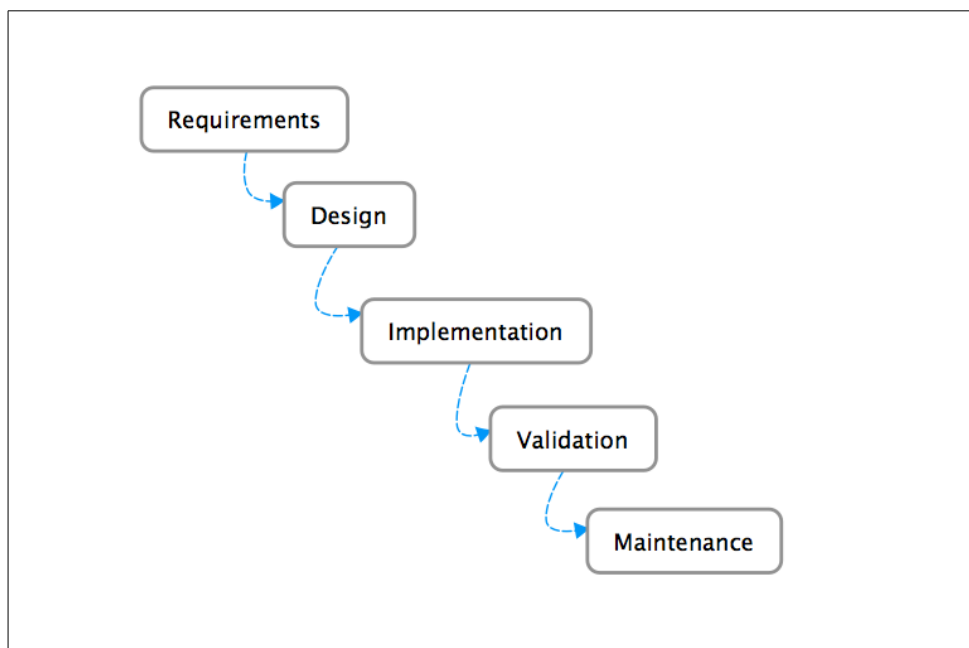 Requirements
Design
Implementation
Validation
Maintenance